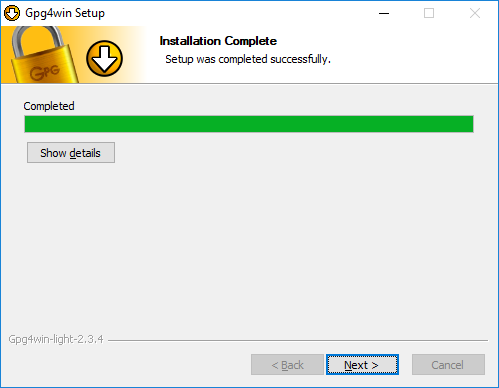 Gpg4win Setup
GPG
Installation Complete
Setup was completed successfully.
Completed
Show details
Gpg4win-light-2.3.4
< Back
Next >
Cancel